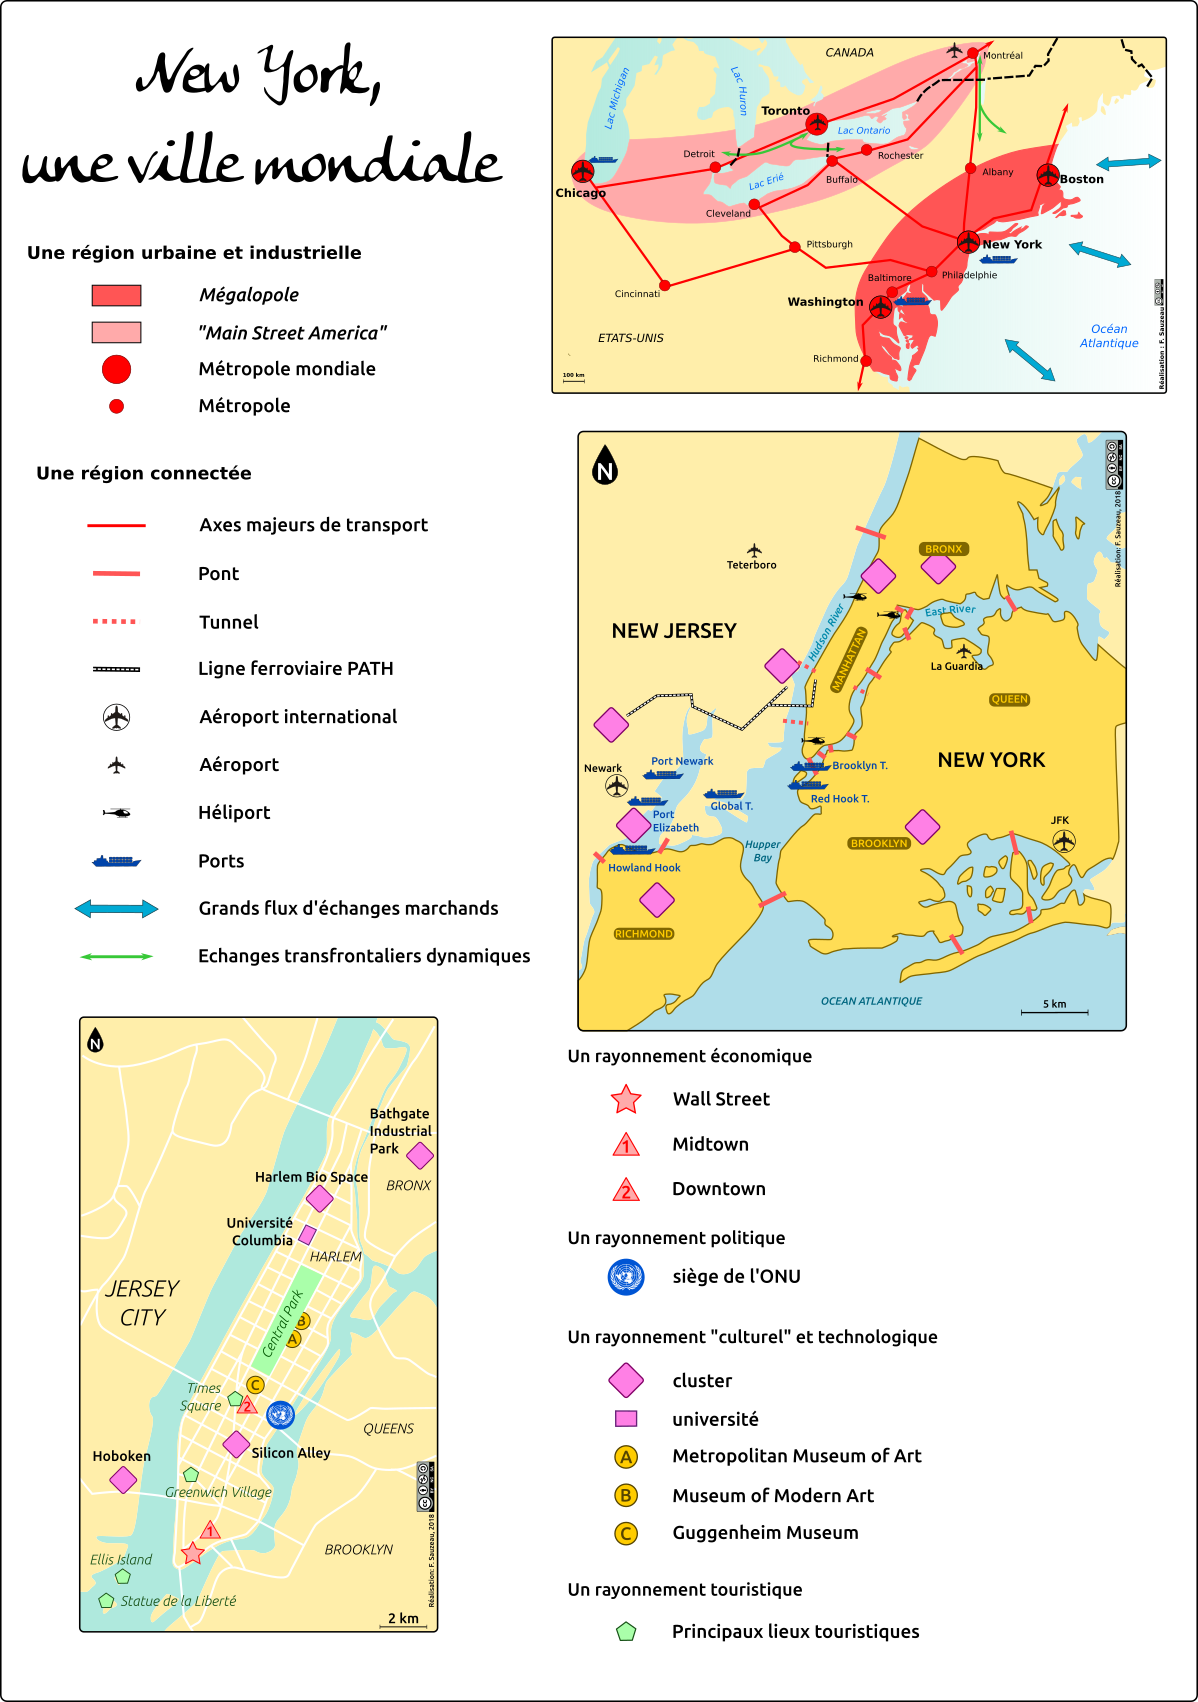 New York,
une ville mondiale
Une région urbaine et industrielle
Mégalopole
"Main Street America"
Métropole mondiale
Métropole
Une région connectée
Axes majeurs de transport
Pont
Tunnel
Ligne ferroviaire PATH
Aéroport international
Aéroport
Héliport
Ports
Grands flux d'échanges marchands
Echanges transfrontaliers dynamiques
CANADA
Montréal
Lac Michigan
Lac Huron
Toronto
Lac Ontario
Detroit
Rochester
Chicago
Lac Erié
Buffalo
Albany
Boston
Cleveland
Pittsburgh
New York
Cincinnati
Baltimore
Philadelphie
Washington
ETATS-UNIS
Océan
Atlantique
Richmond
100 km
Réalisation : F. Sauzeau
N
BRONX
Teterboro
Réalisation: F. Sauzeau, 2018
NEW JERSEY
Hudson River
East River
MANHATTAN
La Guardia
QUEEN
NEW YORK
Newark
Port Newark
Brooklyn T.
Global T.
Red Hook T.
Port
Elizabeth
JFK
BROOKLYN
Hupper
Bay
Howland Hook
RICHMOND
OCEAN ATLANTIQUE
5 km
N
Bathgate
Industrial
Park
BRONX
Harlem Bio Space
Université
Columbia
HARLEM
JERSEY
CITY
Central Park
B
A
C
Times
Square
2
QUEENS
Silicon Alley
Hoboken
Greenwich Village
1
BROOKLYN
Ellis Island
Statue de la Liberté
Réalisation: F. Sauzeau, 2018
2 km
Un rayonnement économique
Wall Street
1 Midtown
2 Downtown
Un rayonnement politique
siège de l'ONU
Un rayonnement "culturel" et technologique
cluster
université
A Metropolitan Museum of Art
B Museum of Modern Art
C Guggenheim Museum
Un rayonnement touristique
Principaux lieux touristiques